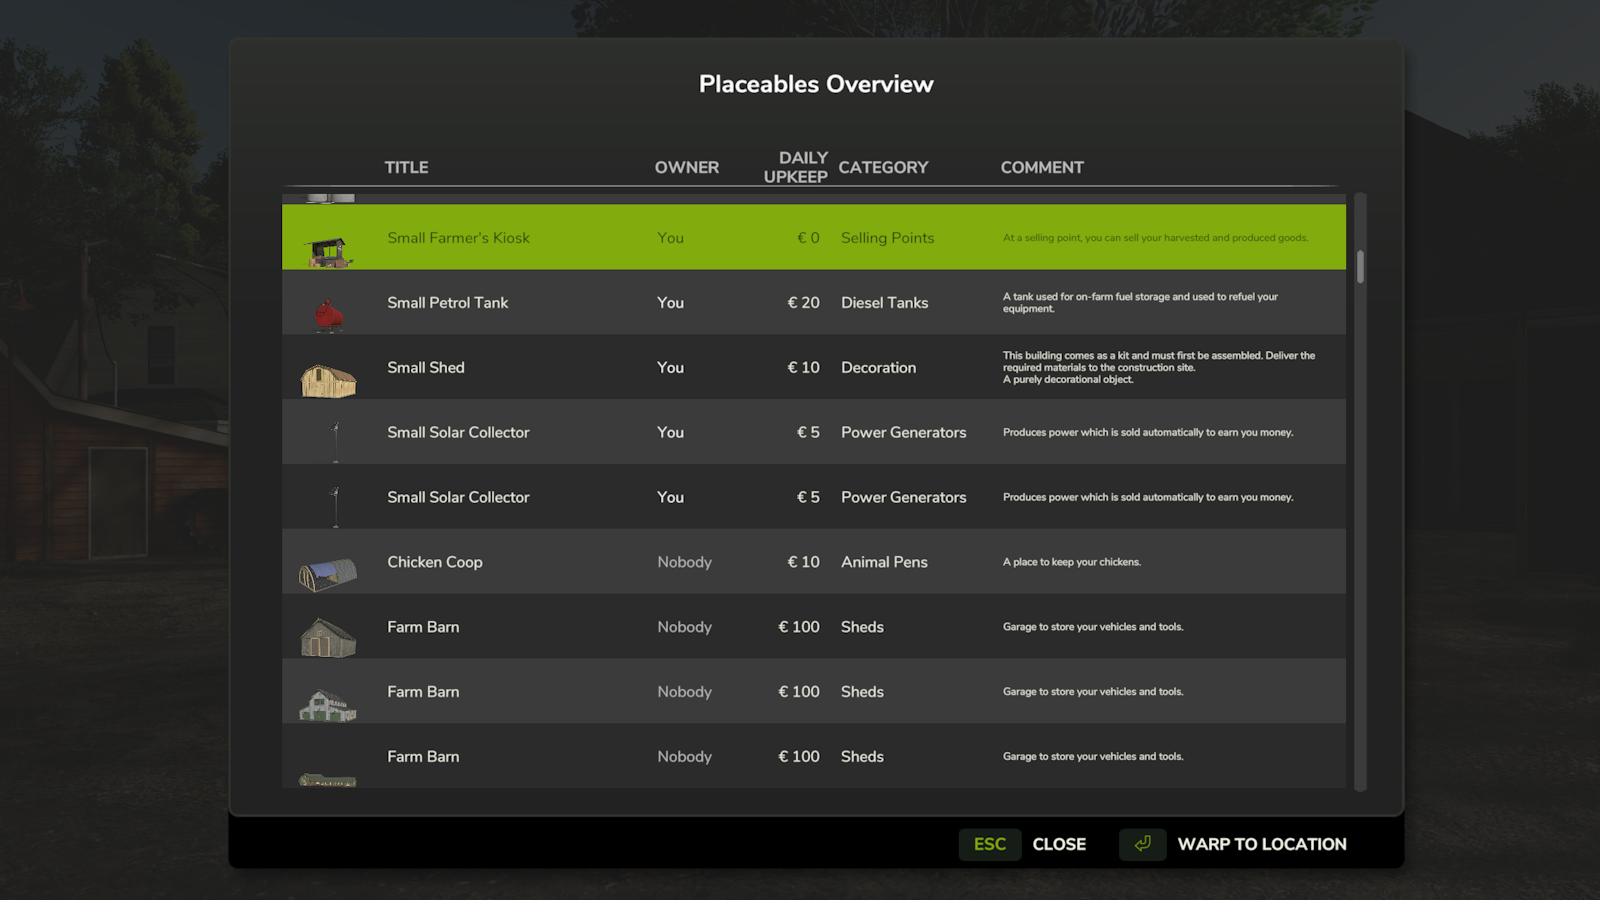 Placeables Overview
TITLE OWNER DAILY UPKEEP CATEGORY COMMENT
Small Farmer's Kiosk You € 0 Selling Points At a selling point, you can sell your harvested and produced goods.
Small Petrol Tank You € 20 Diesel Tanks A tank used for on-farm fuel storage and used to refuel your
equipment.
Small Shed You € 10 Decoration This building comes as a kit and must first be assembled. Deliver the
required materials to the construction site.
A purely decorational object.
Small Solar Collector You € 5 Power Generators Produces power which is sold automatically to earn you money.
Small Solar Collector You € 5 Power Generators Produces power which is sold automatically to earn you money.
Chicken Coop Nobody € 10 Animal Pens A place to keep your chickens.
Farm Barn Nobody € 100 Sheds Garage to store your vehicles and tools.
Farm Barn Nobody € 100 Sheds Garage to store your vehicles and tools.
Farm Barn Nobody € 100 Sheds Garage to store your vehicles and tools.
ESC CLOSE WARP TO LOCATION